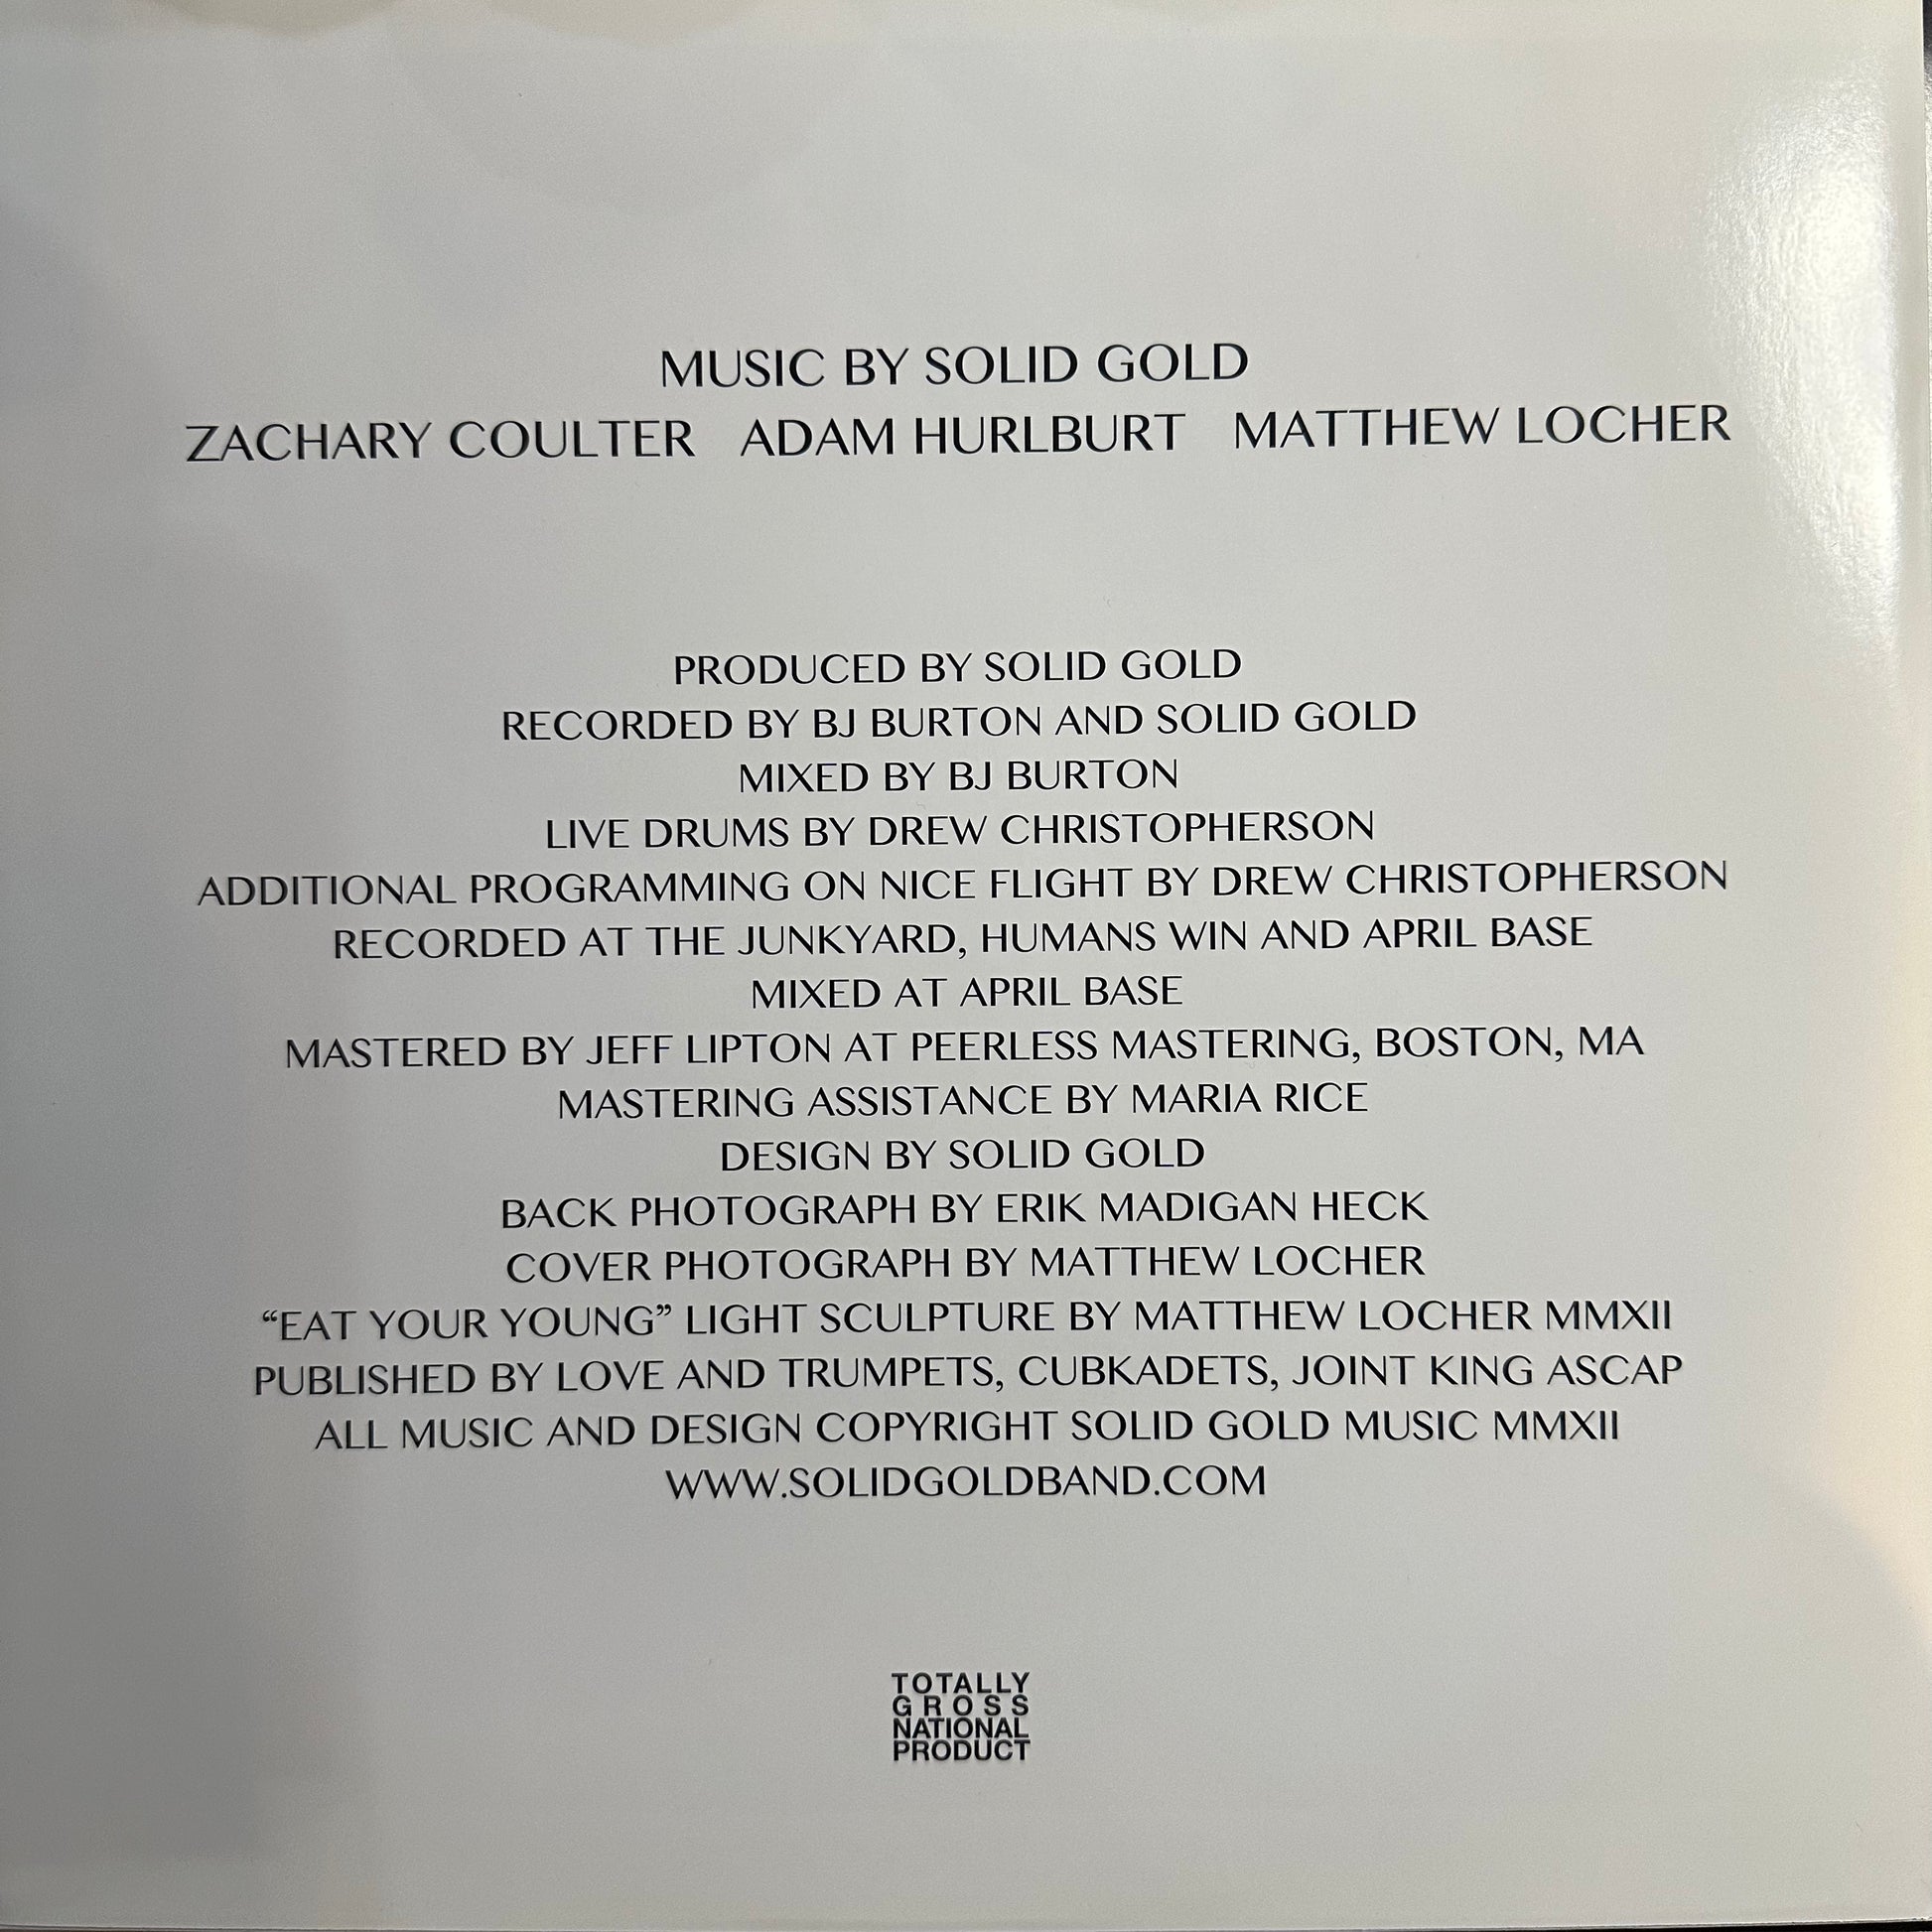 MUSIC BY SOLID GOLD
ZACHARY COULTER ADAM HURLBURT MATTHEW LOCHER
PRODUCED BY SOLID GOLD
RECORDED BY BJ BURTON AND SOLID GOLD
MIXED BY BJ BURTON
LIVE DRUMS BY DREW CHRISTOPHERSON
ADDITIONAL PROGRAMMING ON NICE FLIGHT BY DREW CHRISTOPHERSON
RECORDED AT THE JUNKYARD, HUMANS WIN AND APRIL BASE
MIXED AT APRIL BASE
MASTERED BY JEFF LIPTON AT PEERLESS MASTERING, BOSTON, MA
MASTERING ASSISTANCE BY MARIA RICE
DESIGN BY SOLID GOLD
BACK PHOTOGRAPH BY ERIK MADIGAN HECK
COVER PHOTOGRAPH BY MATTHEW LOCHER
“EAT YOUR YOUNG” LIGHT SCULPTURE BY MATTHEW LOCHER MMXII
PUBLISHED BY LOVE AND TRUMPETS, CUBKADETS, JOINT KING ASCAP
ALL MUSIC AND DESIGN COPYRIGHT SOLID GOLD MUSIC MMXII
WWW.SOLIDGOLDBAND.COM
TOTALLY
GROSS
NATIONAL
PRODUCT